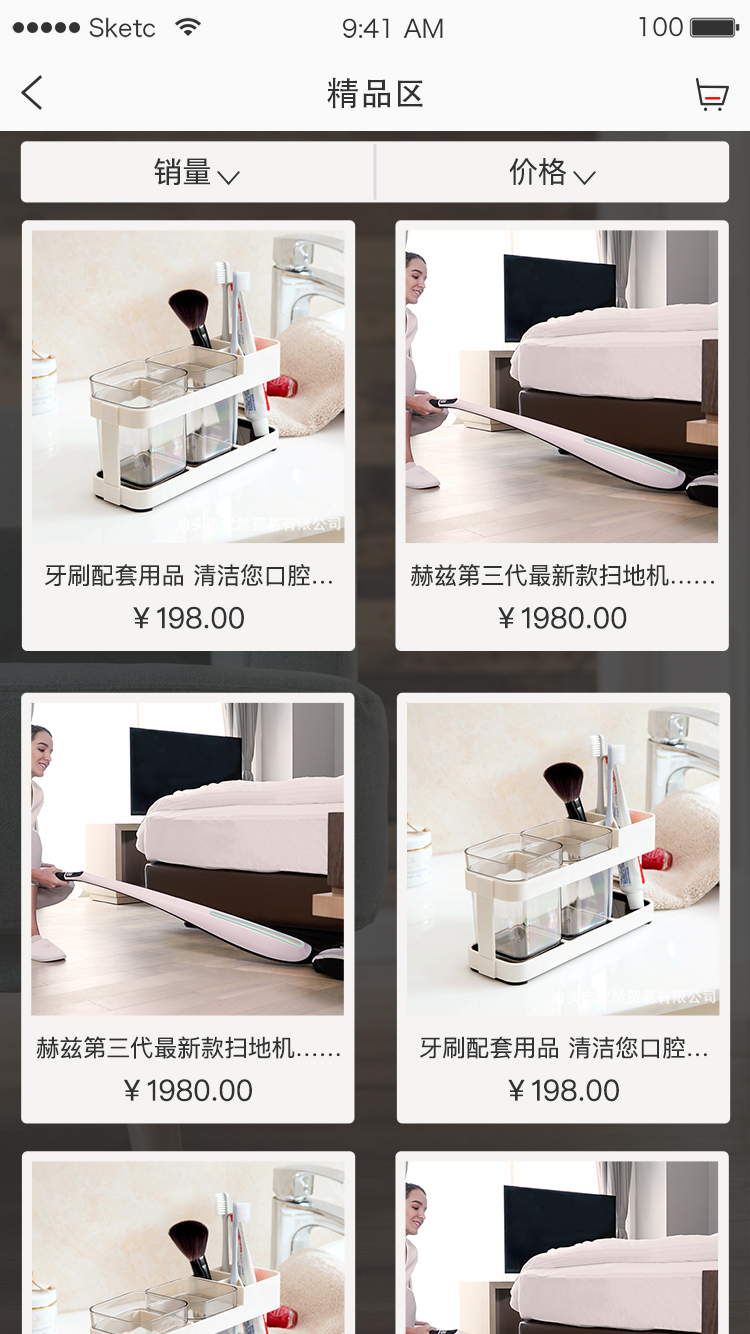 ●●●●● Sketc 9:41 AM 100
精品区
销量 价格
牙刷配套用品 清洁您口腔...
¥198.00
赫兹第三代最新款扫地机......
¥1980.00
赫兹第三代最新款扫地机......
¥1980.00
牙刷配套用品 清洁您口腔...
¥198.00